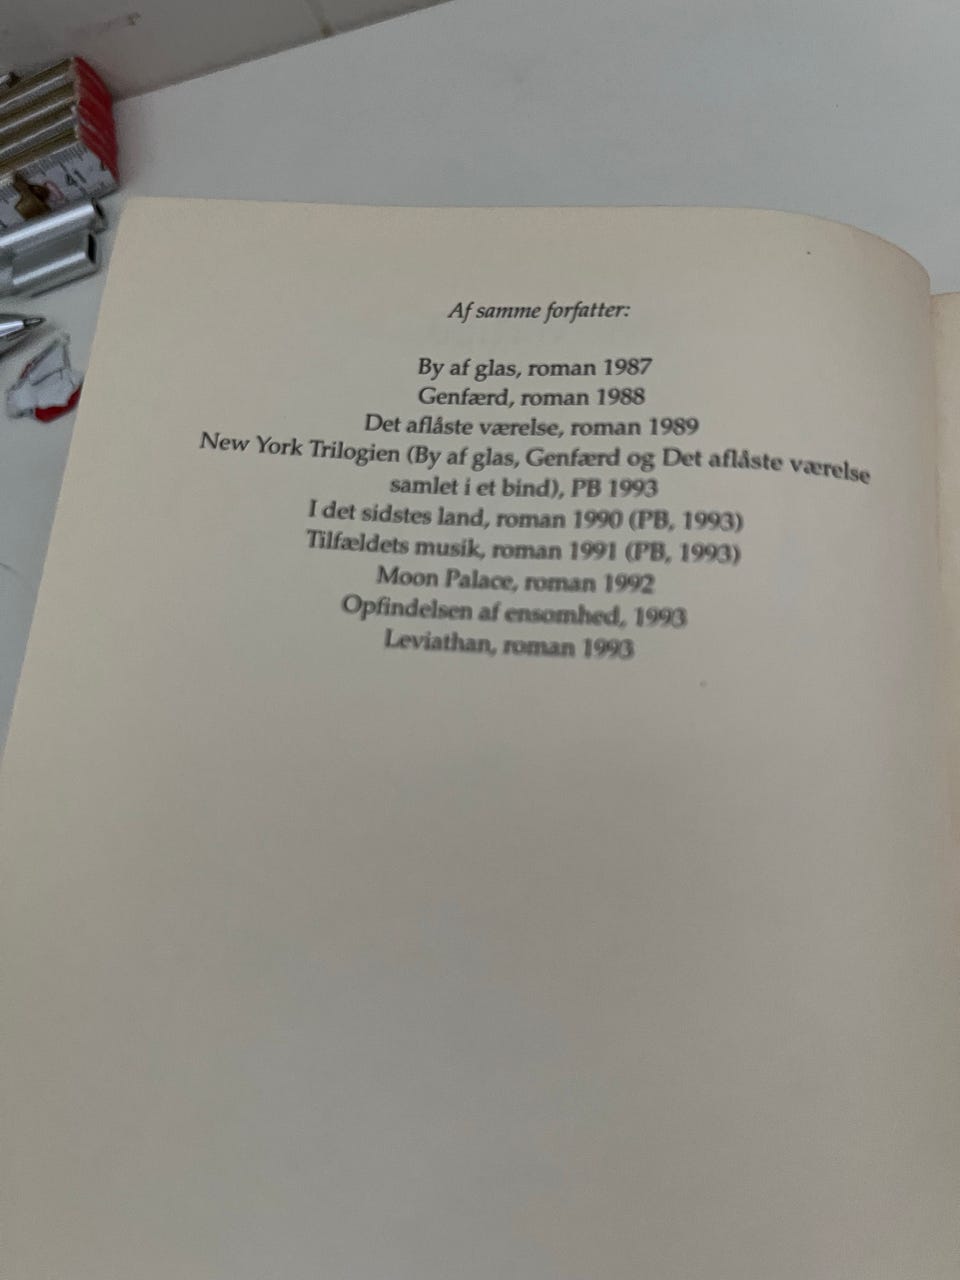 41
Af samme forfatter:
By af glas, roman 1987
Genfærd, roman 1988
Det aflåste værelse, roman 1989
New York Trilogien (By af glas, Genfærd og Det aflåste værelse
samlet i et bind), PB 1993
I det sidstes land, roman 1990 (PB, 1993)
Tilfældets musik, roman 1991 (PB, 1993)
Moon Palace, roman 1992
Opfindelsen af ensomhed, 1993
Leviathan, roman 1993